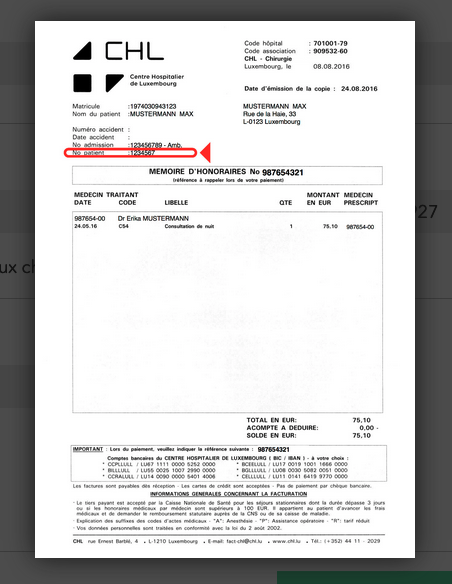 CHL
Centre Hospitalier
de Luxembourg
Code hôpital : 701001-79
Code association : 909532-60
CHL - Chirurgie
Luxembourg, le 08.08.2016
Date d'émission de la copie : 24.08.2016
Matricule :1974030943123
Nom du patient :MUSTERMANN MAX
MUSTERMANN MAX
Rue de la Haie, 33
L-0123 Luxembourg
Numéro accident :
Date accident :
No admission :123456789 - Amb.
No patient :1234567
MEMOIRE D'HONORAIRES No 987654321
(référence à rappeler lors de votre paiement)
MEDECIN TRAITANT MONTANT MEDECIN
DATE CODE LIBELLE QTE EN EUR PRESCRIPT
987654-00 Dr Erika MUSTERMANN
24.05.16 C54 Consultation de nuit 1 75,10 987654-00
TOTAL EN EUR: 75,10
ACOMPTE A DEDUIRE: 0,00 -
SOLDE EN EUR: 75,10
IMPORTANT : Lors du paiement, veuillez indiquer la référence suivante : 987654321
Comptes bancaires du CENTRE HOSPITALIER DE LUXEMBOURG ( BIC / IBAN ) - à votre choix :
* CCPLLULL / LU67 1111 0000 5252 0000 * BCEELULL / LU17 0019 1001 1666 0000
* BILLLULL / LU55 0025 1007 2990 0000 * BGLLLULL / LU08 0030 5082 0051 0000
* CCRALULL / LU14 0090 0000 5401 4006 * CELLLULL / LU11 0141 6419 9770 0000
Les factures sont payables dès réception - Les cartes de crédit sont acceptées - Pas de paiement par chèque bancaire.
INFORMATIONS GENERALES CONCERNANT LA FACTURATION
- Le tiers payant est accepté par la Caisse Nationale de Santé pour les séjours stationnaires dont la durée dépasse 3 jours
ou si les honoraires médicaux par médecin sont supérieurs à 100 EUR. Il appartient au patient d'avancer les frais
médicaux et de demander le remboursement statutaire auprès de la CNS ou de sa caisse de maladie.
- Explication des suffixes des codes d'actes médicaux - "A": Anesthésie - "P": Assistance opératoire - "R": tarif réduit
- Vos données personnelles sont traitées en conformité avec la loi du 2 août 2002.
CHL rue Ernest Barblé, 4 • L-1210 Luxembourg • E-mail: fact-chl@chl.lu • www.chl.lu • Tél.: (+352) 44 11 - 2029
27
ux ch